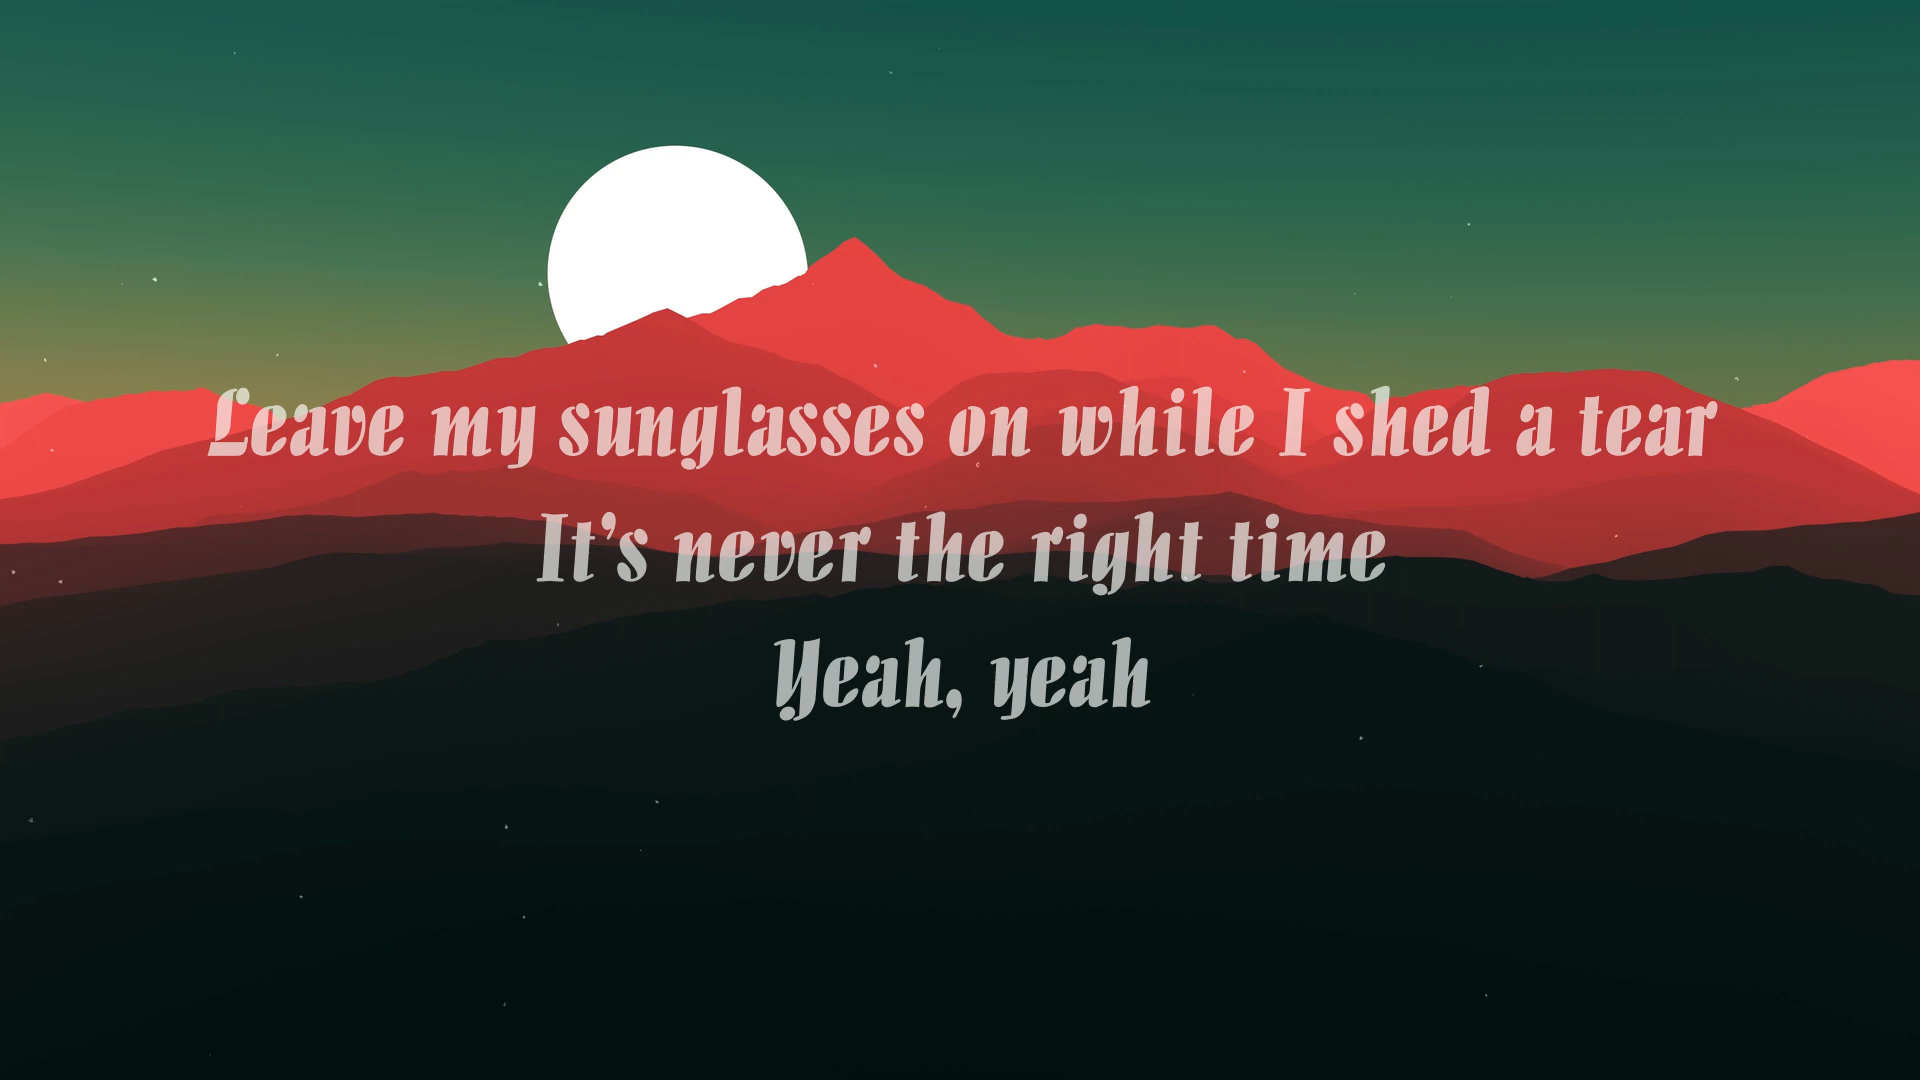 Leave my sunglasses on while I shed a tear
It’s never the right time
Yeah, yeah